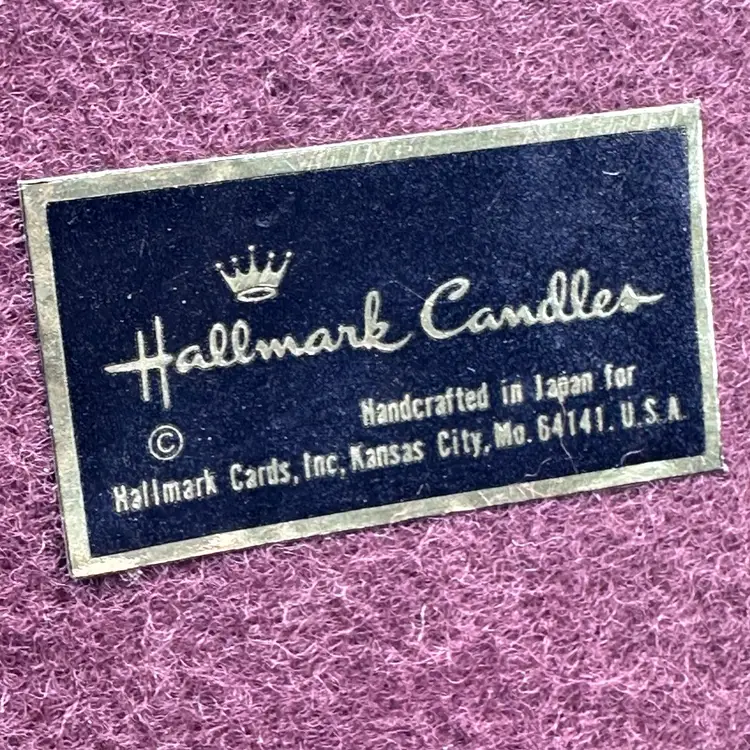 Hallmark Candles
Handcrafted in Japan for
©
Hallmark Cards, Inc, Kansas City, Mo. 64141. U.S.A.